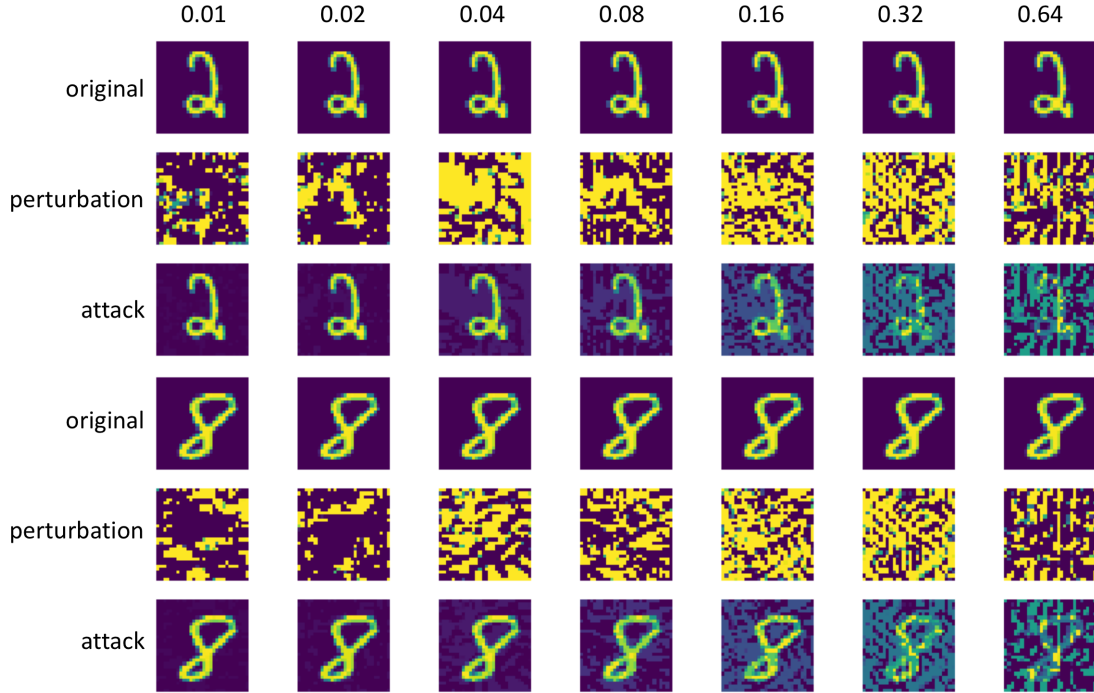 0.01 0.02 0.04 0.08 0.16 0.32 0.64
original
perturbation
attack
original
perturbation
attack